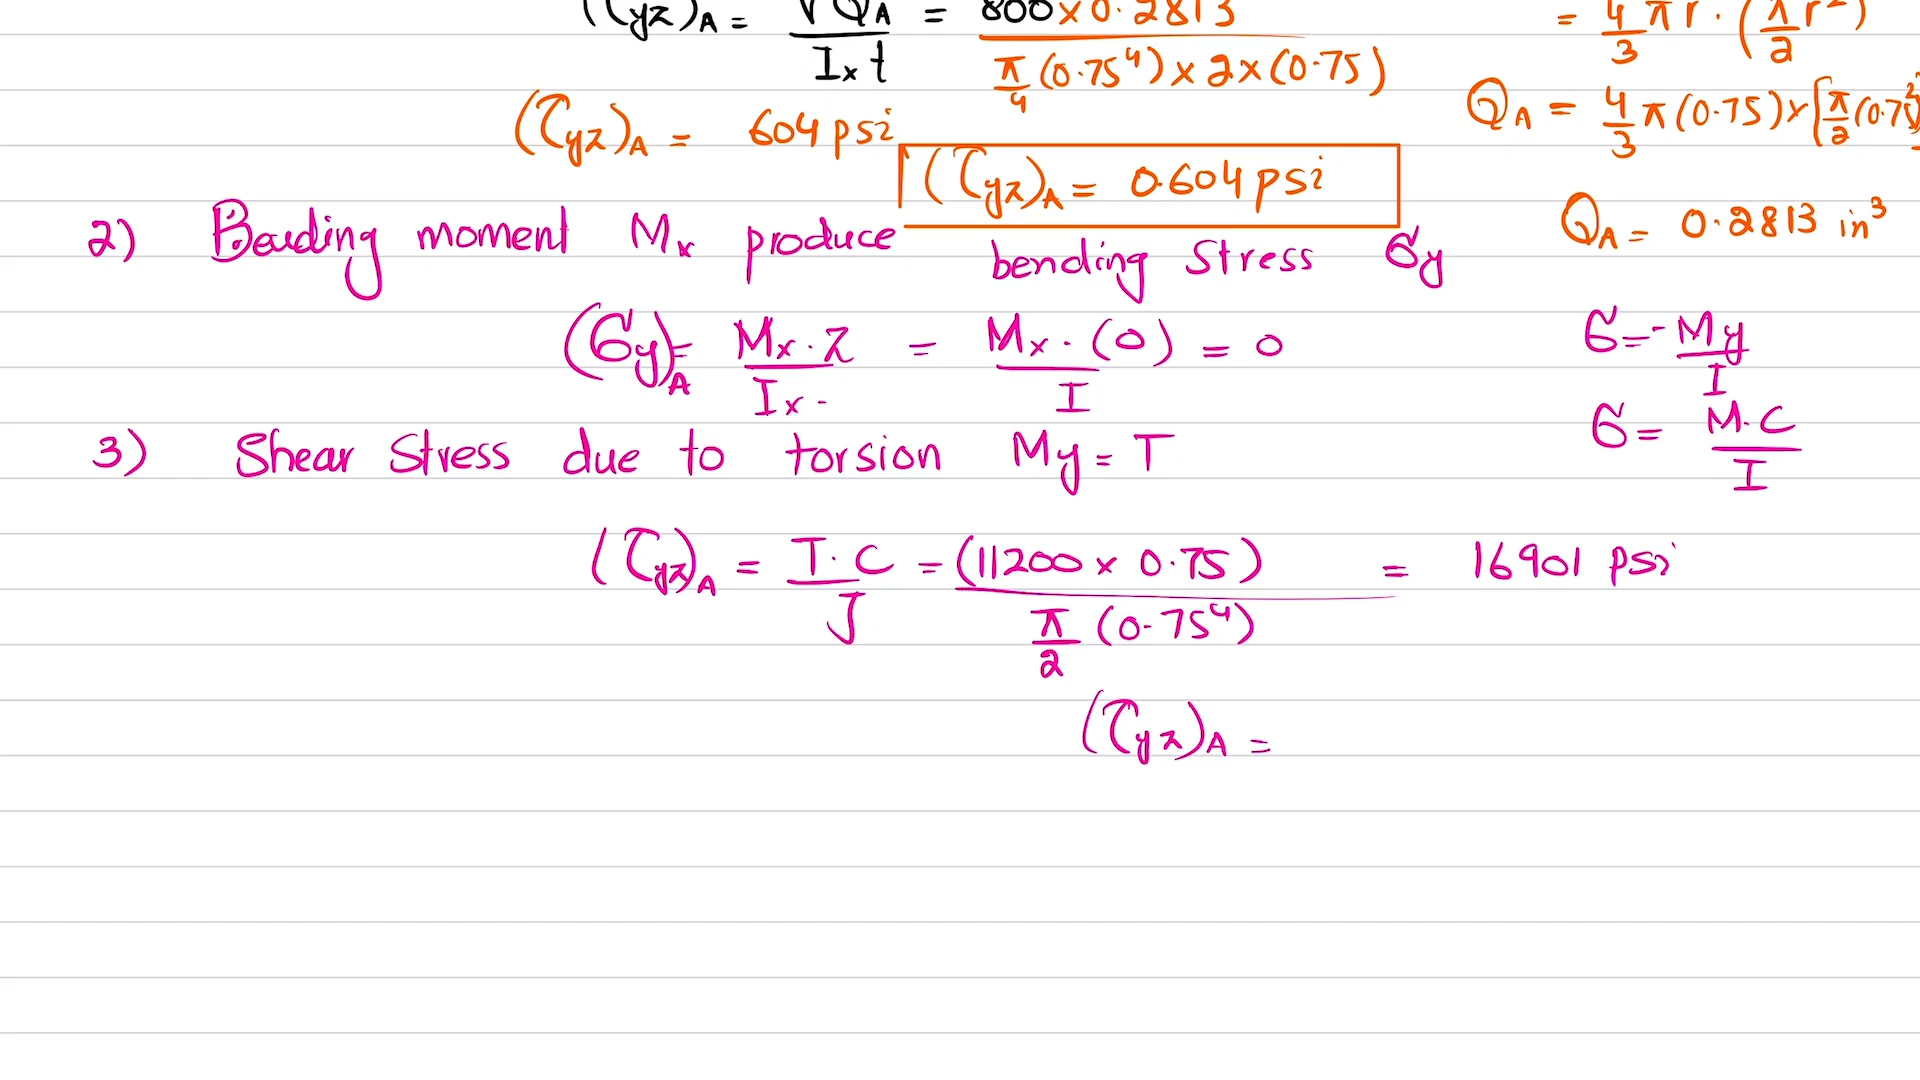 (τyz)A = VQA / Ix t = 800 × 0.2813 / π/4 (0.75⁴) × 2 × (0.75)
= 4/3 π r · (π/2 r²)
(τyz)A = 604 psi
QA = 4/3 π (0.75) × [π/2 (0.75²)]
(τyz)A = 0.604 psi
QA = 0.2813 in³
2) Bending moment Mx produce bending Stress σy
(σy)A = Mx · z / Ix = Mx · (0) / I = 0
σ = - My / I
σ = M·C / I
3) Shear Stress due to torsion My = T
(τyz)A = T·C / J = (11200 × 0.75) / π/2 (0.75⁴) = 16901 psi
(τyz)A =